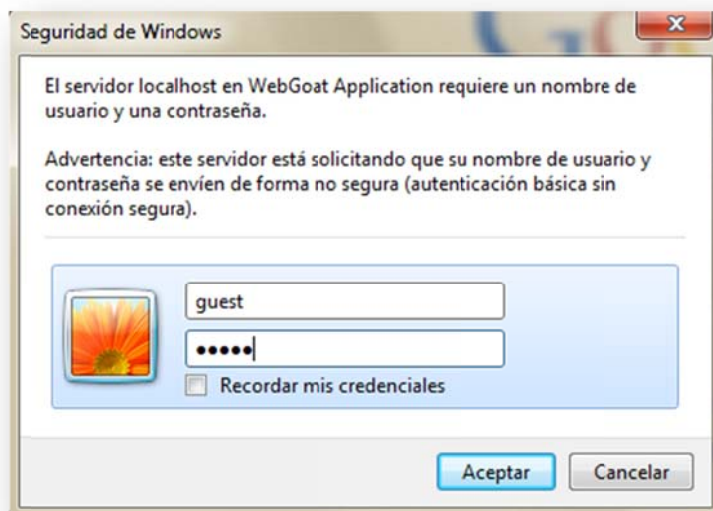 Seguridad de Windows
El servidor localhost en WebGoat Application requiere un nombre de
usuario y una contraseña.
Advertencia: este servidor está solicitando que su nombre de usuario y
contraseña se envíen de forma no segura (autenticación básica sin
conexión segura).
guest
•••••
Recordar mis credenciales
Aceptar
Cancelar